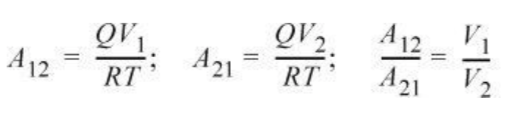 A₁₂ = QV₁/RT; A₂₁ = QV₂/RT; A₁₂/A₂₁ = V₁/V₂